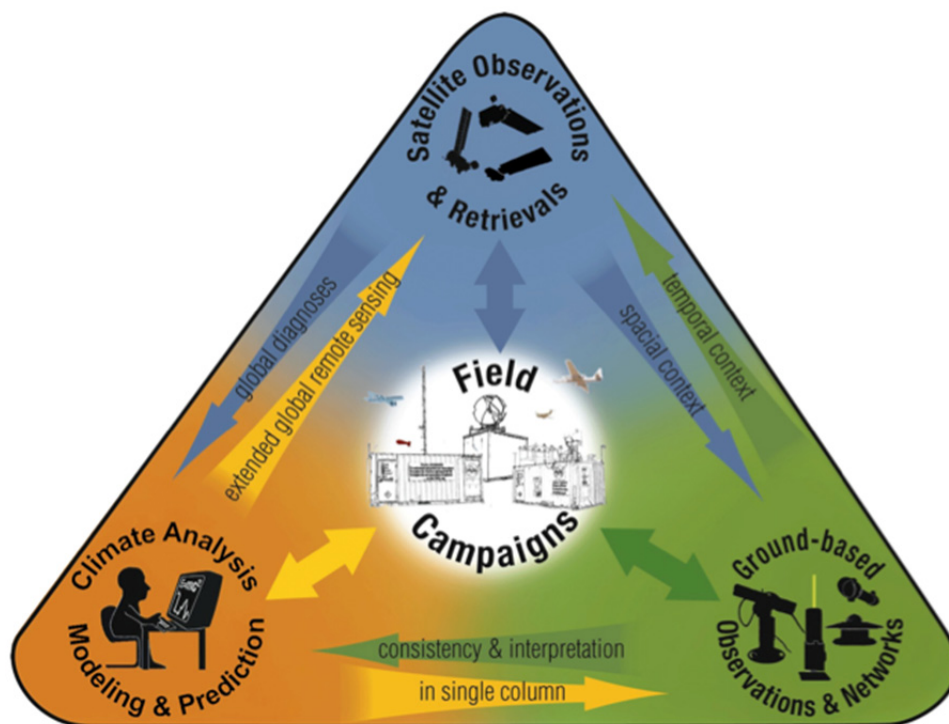 Satellite Observations
& Retrievals
global diagnoses
extended global remote sensing
spacial context
temporal context
Field
Campaigns
Climate Analysis
Modeling & Prediction
Ground-based
Observations & Networks
consistency & interpretation
in single column